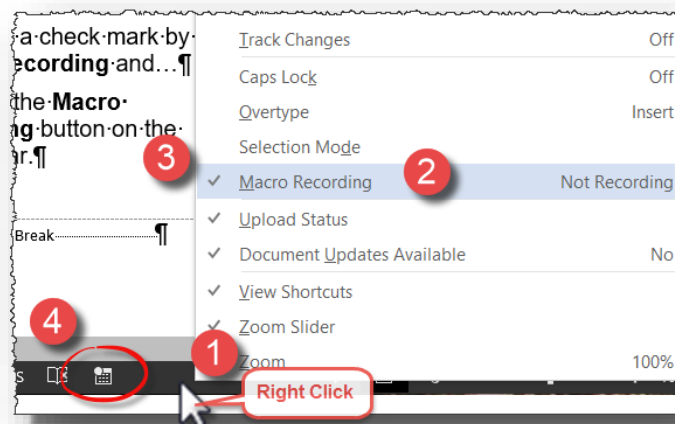 a·check·mark·by·
ecording·and…¶
the·Macro·
ng·button·on·the·
r.¶
Break ¶
Track Changes Off
Caps Lock Off
Overtype Insert
Selection Mode
3
Macro Recording 2 Not Recording
Upload Status
Document Updates Available No
View Shortcuts
4
Zoom Slider
1
Zoom 100%
s
Right Click